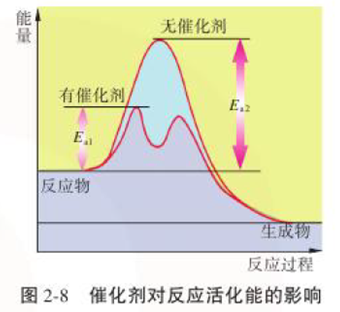 能
量
无催化剂
有催化剂
Ea1
Ea2
反应物
生成物
反应过程
图 2-8 催化剂对反应活化能的影响